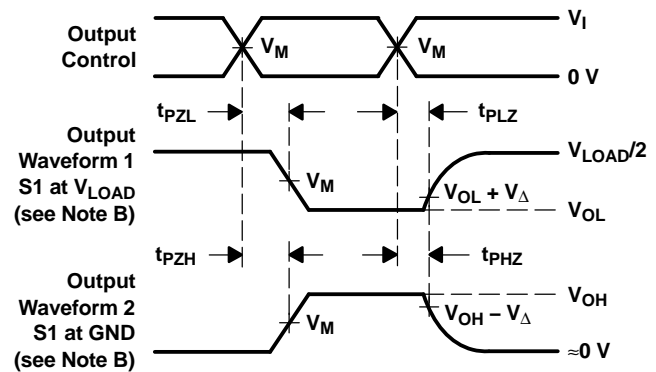 Output
Control
V_M
V_M
V_I
0 V
t_PZL
t_PLZ
Output
Waveform 1
S1 at V_LOAD
(see Note B)
V_M
V_LOAD/2
V_OL + V_Δ
V_OL
t_PZH
t_PHZ
Output
Waveform 2
S1 at GND
(see Note B)
V_M
V_OH
V_OH − V_Δ
≈0 V